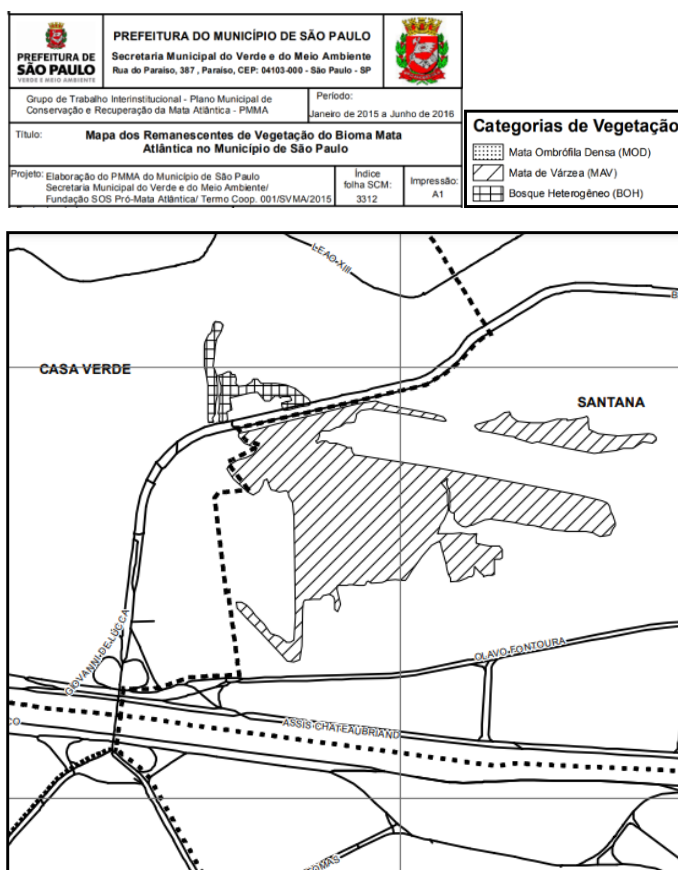 PREFEITURA DE
SÃO PAULO
VERDE E MEIO AMBIENTE
PREFEITURA DO MUNICÍPIO DE SÃO PAULO
Secretaria Municipal do Verde e do Meio Ambiente
Rua do Paraíso, 387 , Paraíso, CEP: 04103-000 - São Paulo - SP
Grupo de Trabalho Interinstitucional - Plano Municipal de
Conservação e Recuperação da Mata Atlântica - PMMA
Período:
Janeiro de 2015 a Junho de 2016
Título:
Mapa dos Remanescentes de Vegetação do Bioma Mata
Atlântica no Município de São Paulo
Projeto:
Elaboração do PMMA do Município de São Paulo
Secretaria Municipal do Verde e do Meio Ambiente/
Fundação SOS Pró-Mata Atlântica/ Termo Coop. 001/SVMA/2015
Índice
folha SCM:
3312
Impressão:
A1
Categorias de Vegetação
Mata Ombrófila Densa (MOD)
Mata de Várzea (MAV)
Bosque Heterogêneo (BOH)
LEAO XIII
B
CASA VERDE
SANTANA
GIOVANNI DE LUCCA
OLAVO FONTOURA
CO
ASSIS CHATEAUBRIAND
TOMAS